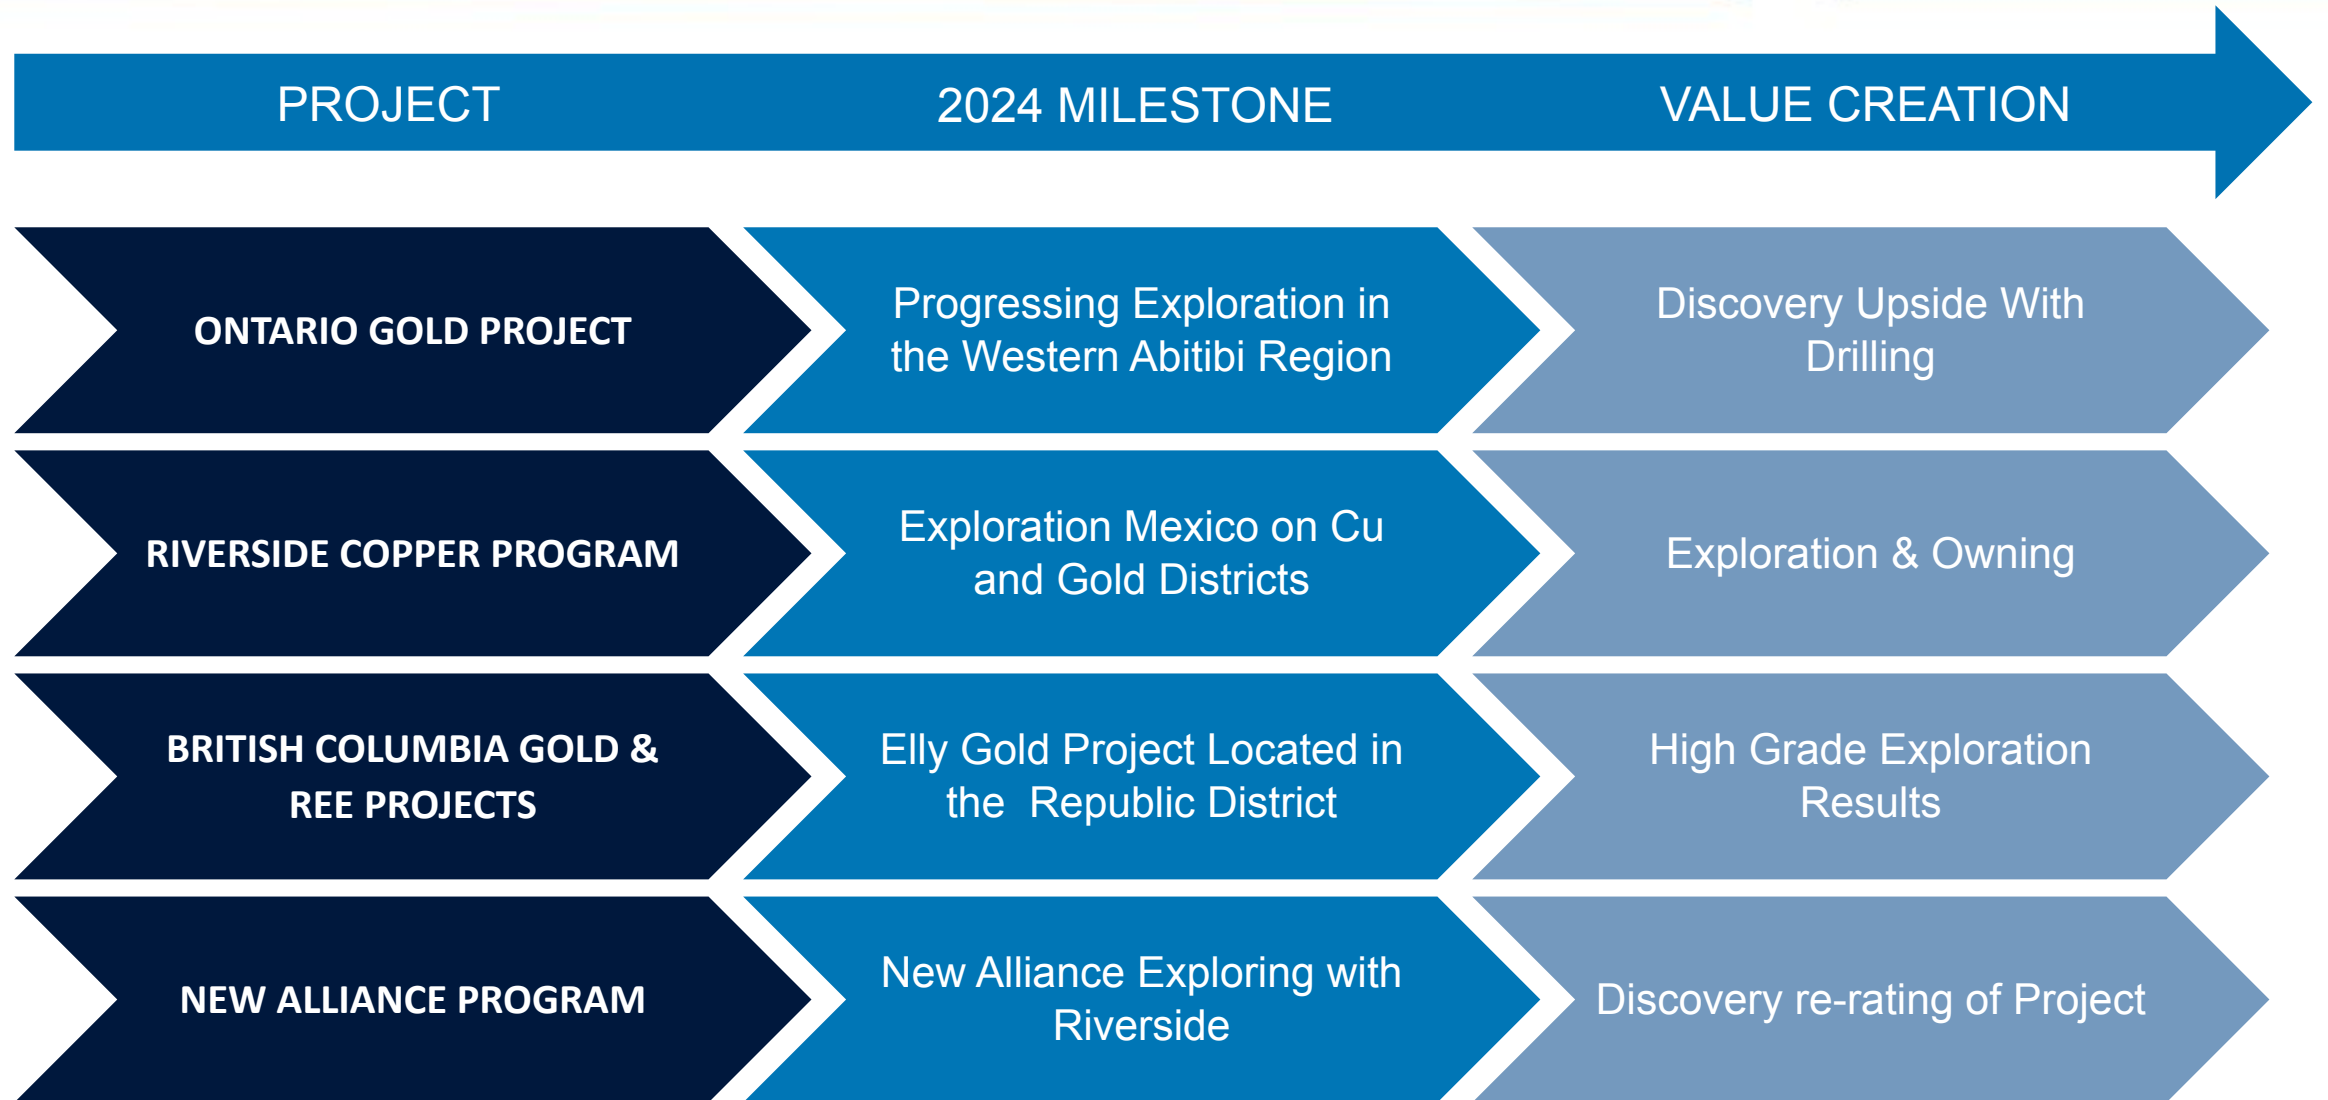 PROJECT
2024 MILESTONE
VALUE CREATION
ONTARIO GOLD PROJECT
Progressing Exploration in
the Western Abitibi Region
Discovery Upside With
Drilling
RIVERSIDE COPPER PROGRAM
Exploration Mexico on Cu
and Gold Districts
Exploration & Owning
BRITISH COLUMBIA GOLD &
REE PROJECTS
Elly Gold Project Located in
the  Republic District
High Grade Exploration
Results
NEW ALLIANCE PROGRAM
New Alliance Exploring with
Riverside
Discovery re-rating of Project